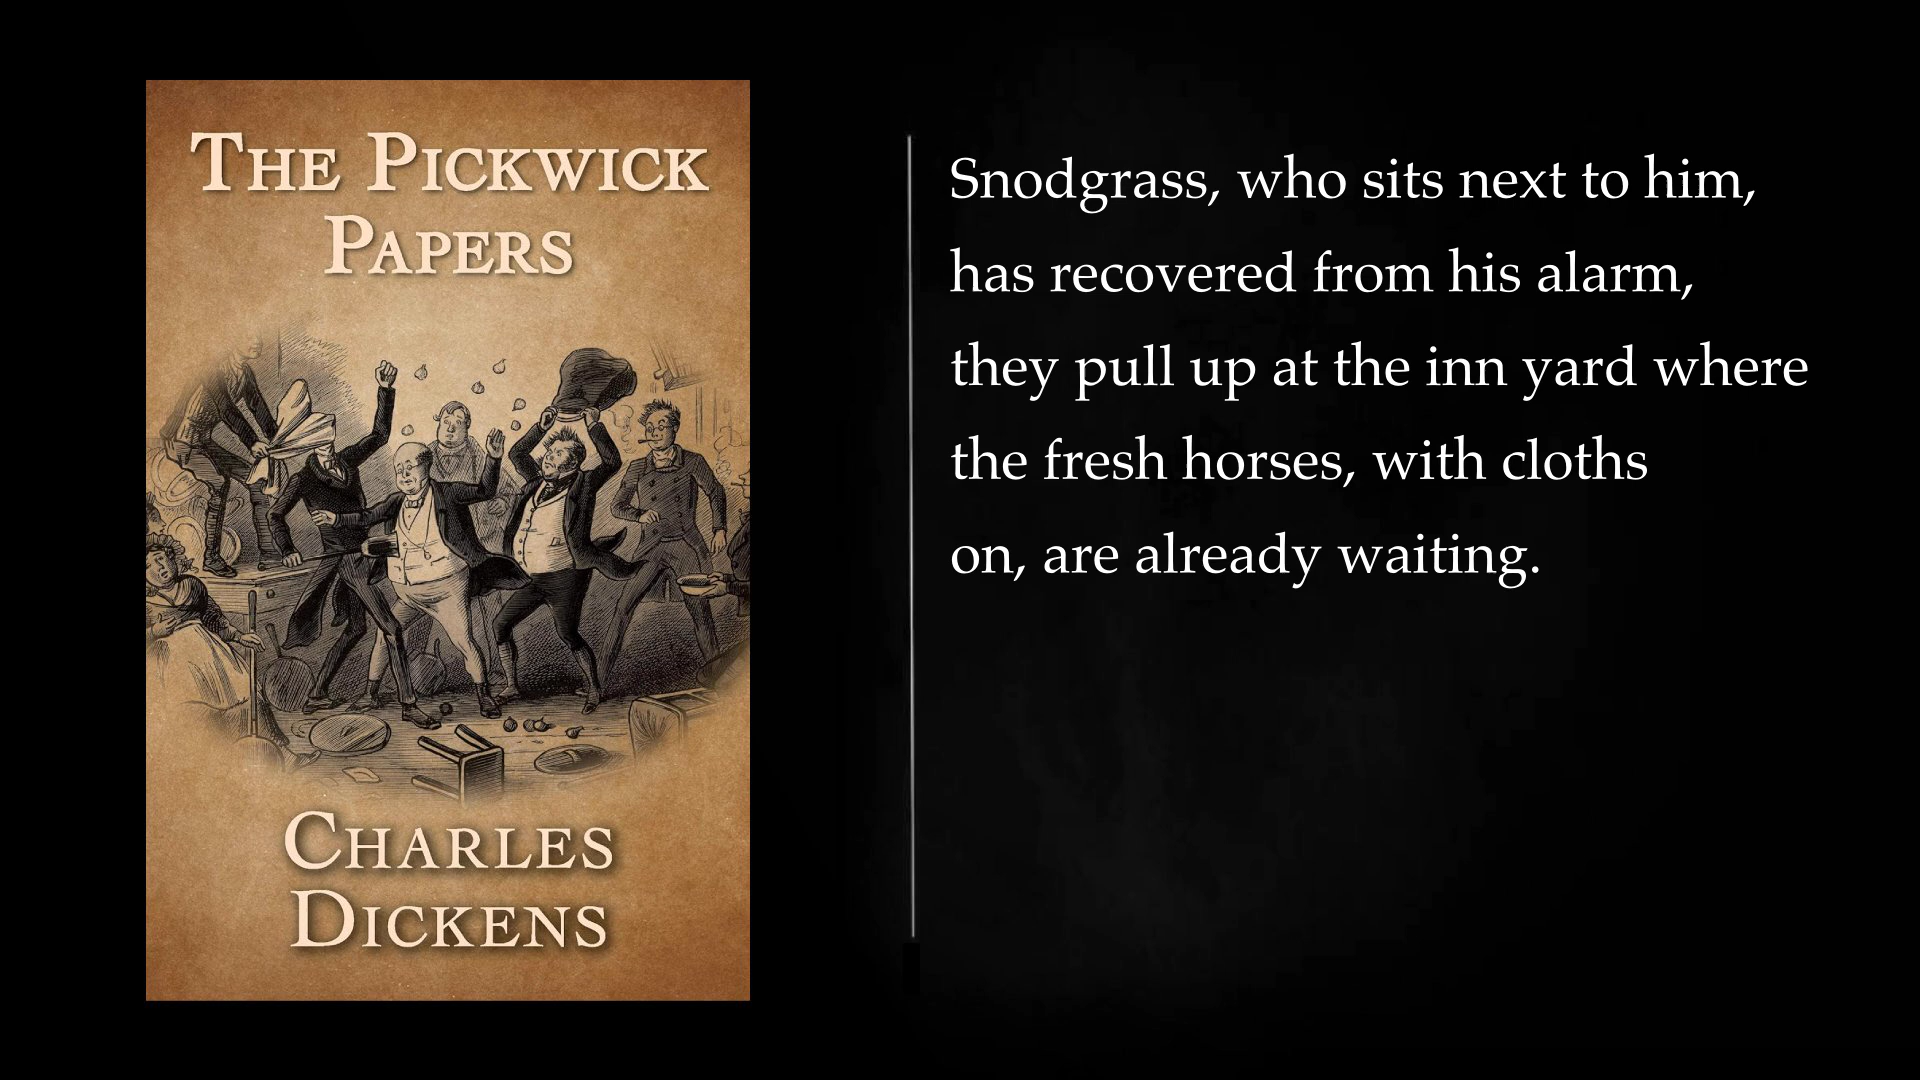 THE PICKWICK
PAPERS
CHARLES
DICKENS
Snodgrass, who sits next to him,
has recovered from his alarm,
they pull up at the inn yard where
the fresh horses, with cloths
on, are already waiting.